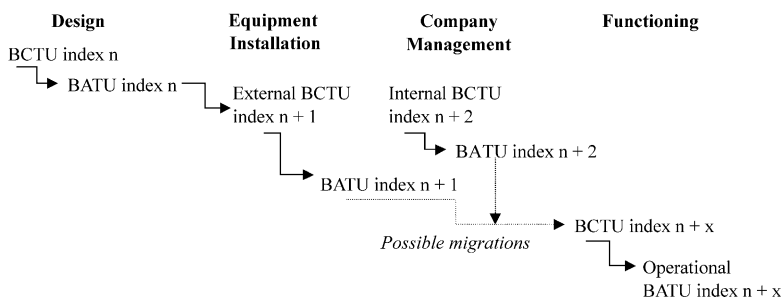 Design
Equipment
Installation
Company
Management
Functioning
BCTU index n
BATU index n
External BCTU
index n + 1
Internal BCTU
index n + 2
BATU index n + 2
BATU index n + 1
Possible migrations
BCTU index n + x
Operational
BATU index n + x